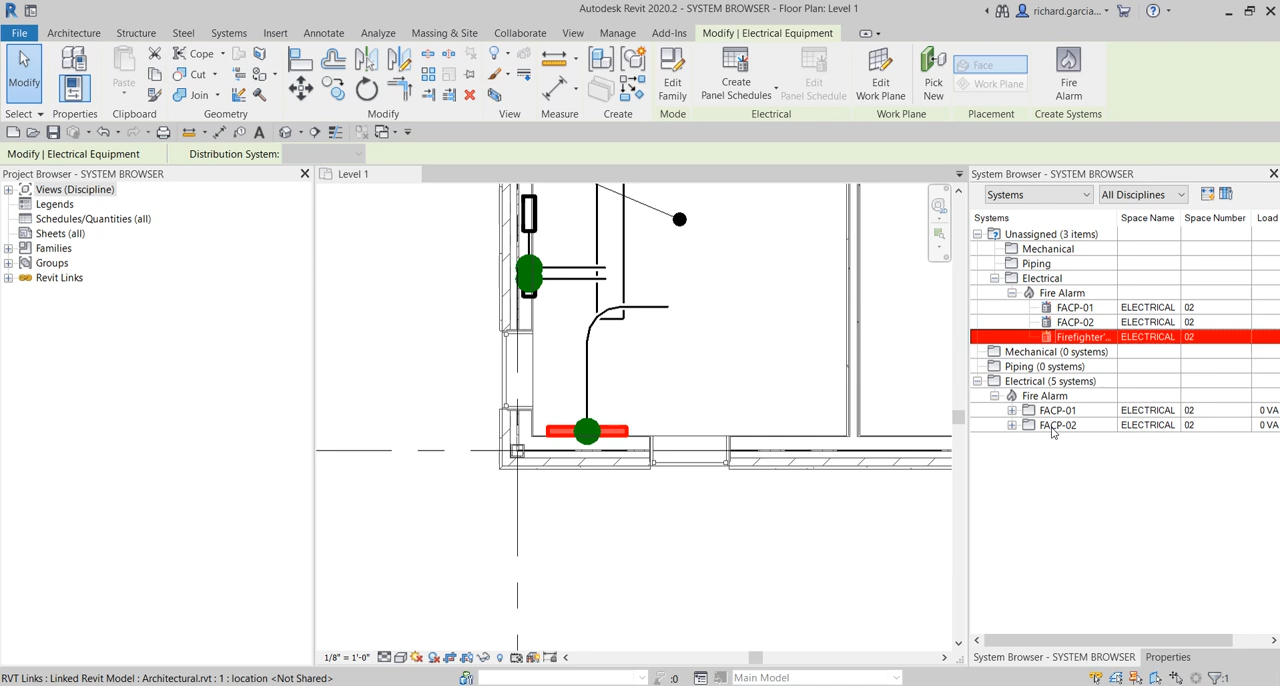 Autodesk Revit 2020.2 - SYSTEM BROWSER - Floor Plan: Level 1
richard.garcia...
File Architecture Structure Steel Systems Insert Annotate Analyze Massing & Site Collaborate View Manage Add-Ins Modify | Electrical Equipment
Modify
Paste
Cope
Cut
Join
Edit Family
Create Panel Schedules
Edit Panel Schedule
Edit Work Plane
Pick New
Face
Work Plane
Fire Alarm
Select Properties Clipboard Geometry Modify View Measure Create Mode Electrical Work Plane Placement Create Systems
Modify | Electrical Equipment Distribution System:
Project Browser - SYSTEM BROWSER
Views (Discipline)
Legends
Schedules/Quantities (all)
Sheets (all)
Families
Groups
Revit Links
Level 1
System Browser - SYSTEM BROWSER
Systems All Disciplines
Systems Space Name Space Number Load
Unassigned (3 items)
Mechanical
Piping
Electrical
Fire Alarm
FACP-01 ELECTRICAL 02
FACP-02 ELECTRICAL 02
Firefighter'... ELECTRICAL 02
Mechanical (0 systems)
Piping (0 systems)
Electrical (5 systems)
Fire Alarm
FACP-01 ELECTRICAL 02 0 VA
FACP-02 ELECTRICAL 02 0 VA
1/8" = 1'-0"
System Browser - SYSTEM BROWSER Properties
RVT Links : Linked Revit Model : Architectural.rvt : 1 : location <Not Shared>
:0
Main Model
:1